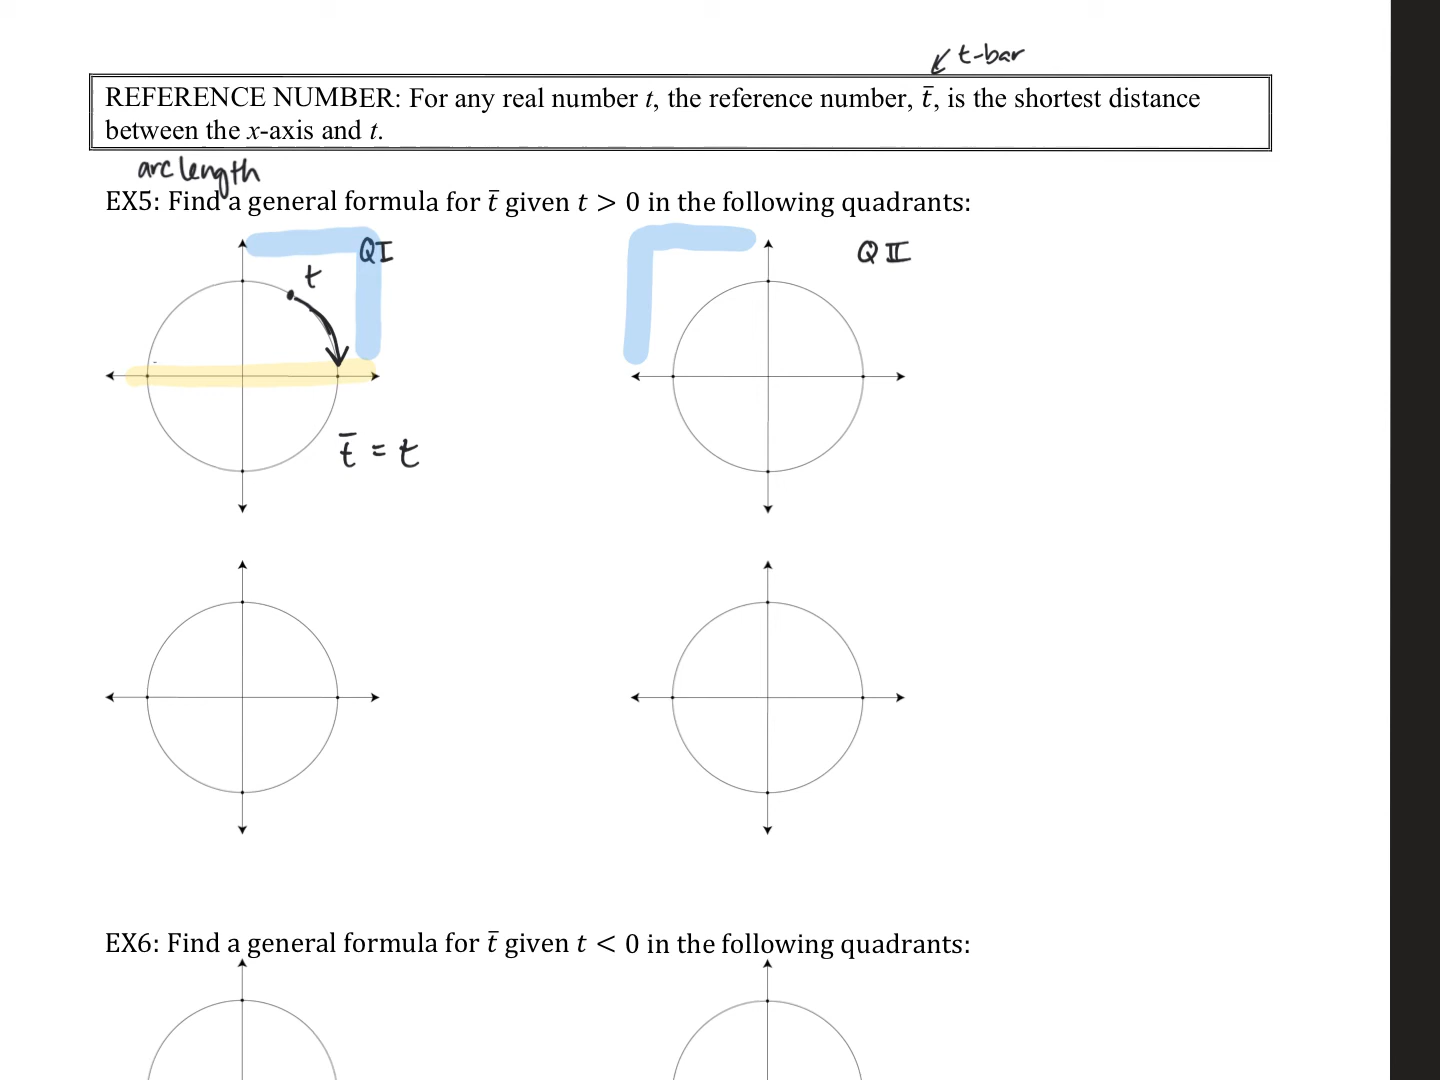 t-bar
REFERENCE NUMBER: For any real number t, the reference number, t̄, is the shortest distance
between the x-axis and t.
arc length
EX5: Find a general formula for t̄ given t > 0 in the following quadrants:
QI
QII
t
t̄ = t
EX6: Find a general formula for t̄ given t < 0 in the following quadrants: